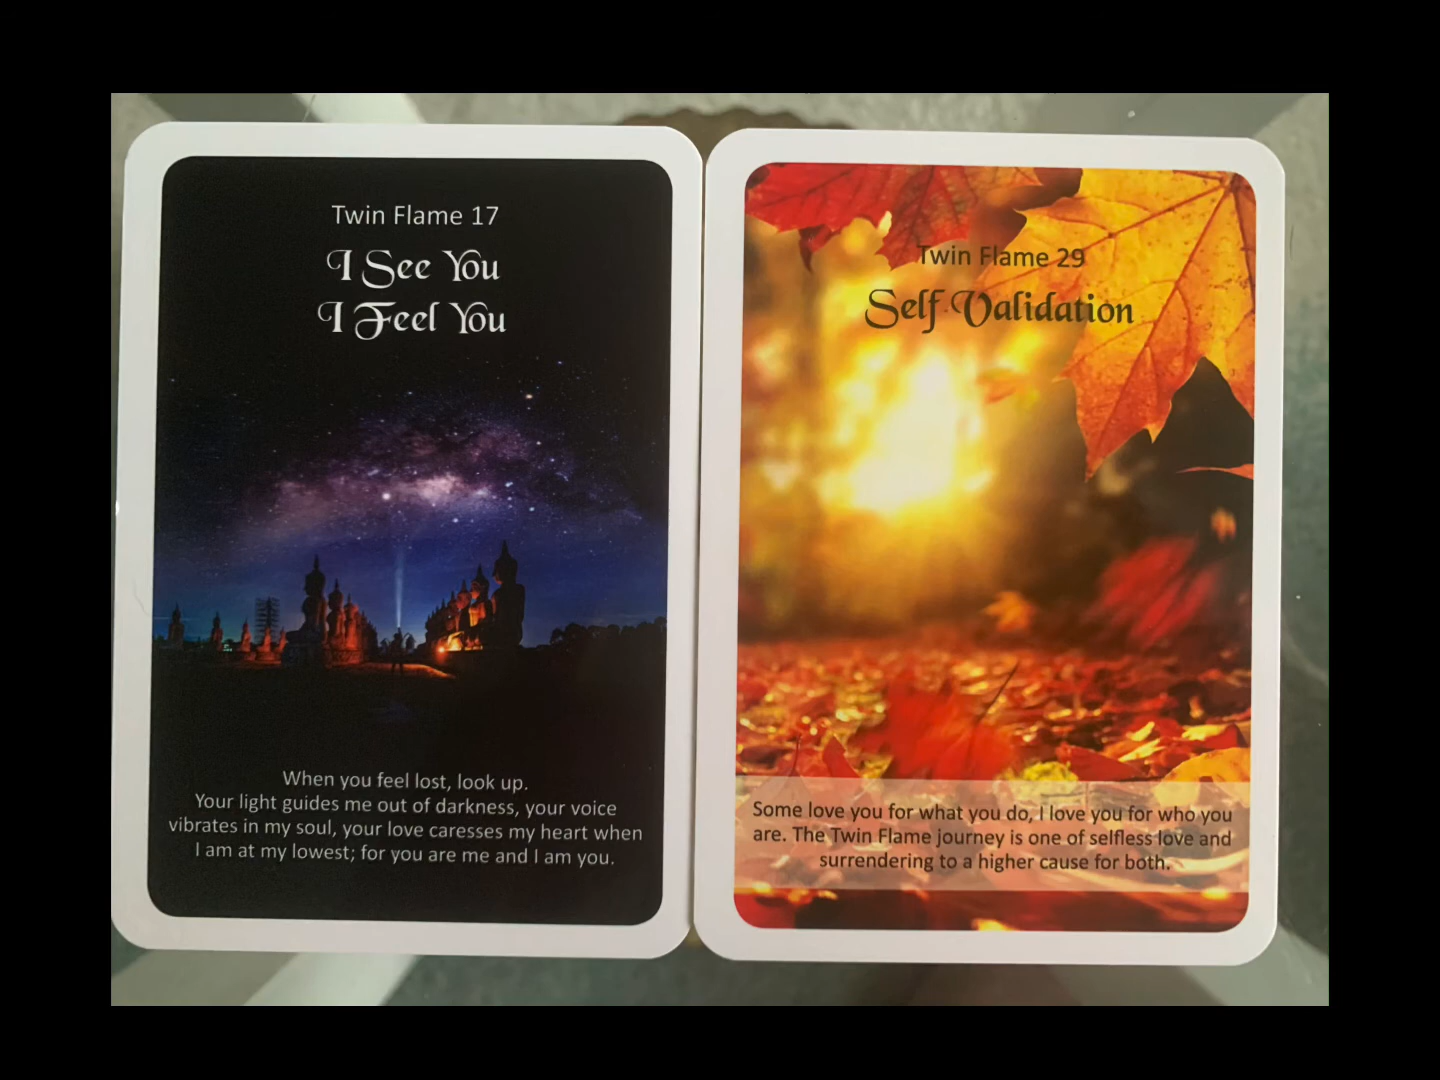 Twin Flame 17
I See You
I Feel You
When you feel lost, look up.
Your light guides me out of darkness, your voice
vibrates in my soul, your love caresses my heart when
I am at my lowest; for you are me and I am you.
Twin Flame 29
Self Validation
Some love you for what you do, I love you for who you
are. The Twin Flame journey is one of selfless love and
surrendering to a higher cause for both.